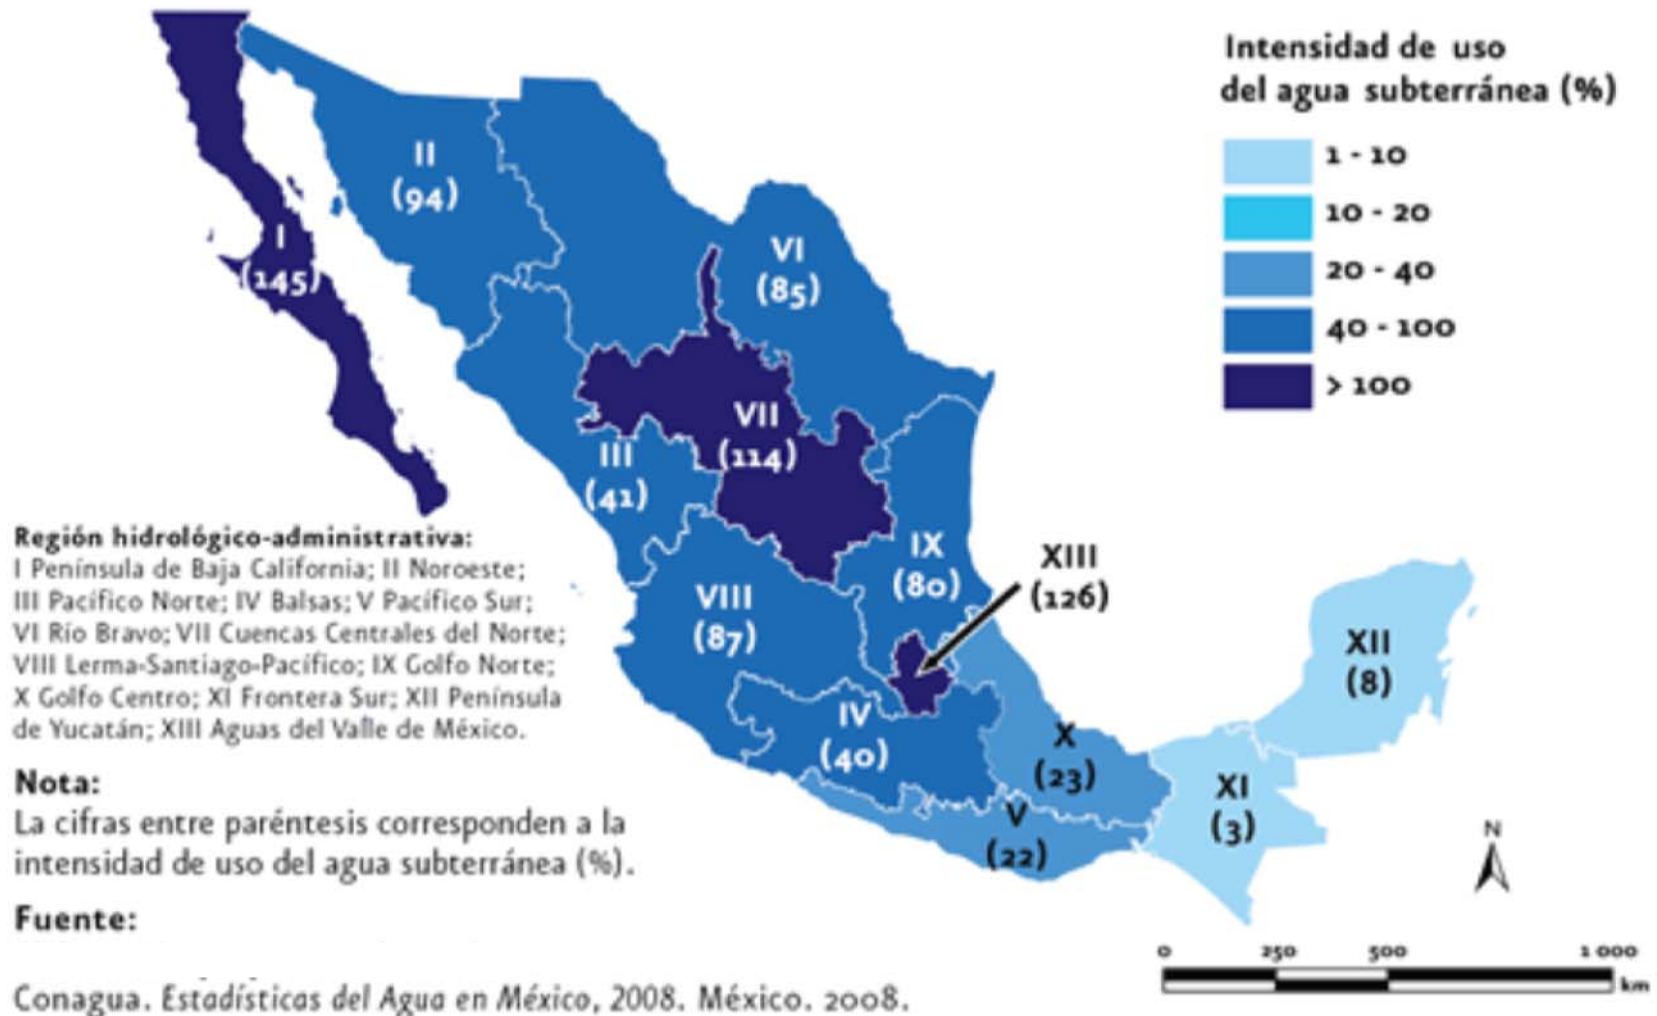 Intensidad de uso
del agua subterránea (%)
1 - 10
10 - 20
20 - 40
40 - 100
> 100
II
(94)
I
(145)
VI
(85)
VII
(114)
III
(41)
IX
(80)
XIII
(126)
VIII
(87)
XII
(8)
IV
(40)
X
(23)
XI
(3)
V
(22)
Región hidrológico-administrativa:
I Península de Baja California; II Noroeste;
III Pacífico Norte; IV Balsas; V Pacífico Sur;
VI Río Bravo; VII Cuencas Centrales del Norte;
VIII Lerma-Santiago-Pacífico; IX Golfo Norte;
X Golfo Centro; XI Frontera Sur; XII Península
de Yucatán; XIII Aguas del Valle de México.
Nota:
La cifras entre paréntesis corresponden a la
intensidad de uso del agua subterránea (%).
Fuente:
Conagua. Estadísticas del Agua en México, 2008. México. 2008.
N
0 250 500 1 000
km